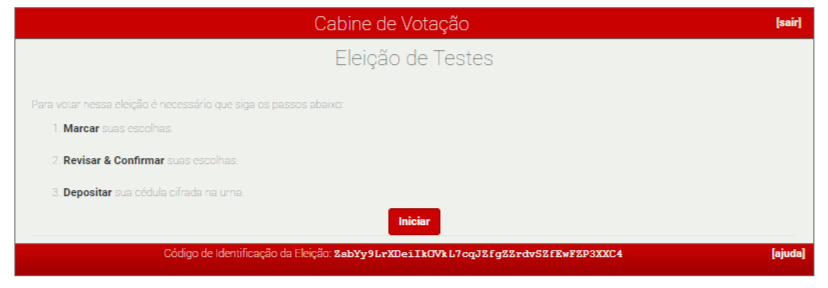 Cabine de Votação
[sair]
Eleição de Testes
Para votar nessa eleição é necessário que siga os passos abaixo:
1. Marcar suas escolhas.
2. Revisar & Confirmar suas escolhas.
3. Depositar sua cédula cifrada na urna.
Iniciar
Código de Identificação da Eleição: ZabYy9LrXDeiIkOVkL7cqJZfgZZrdvSZfEwFZP3XXC4
[ajuda]